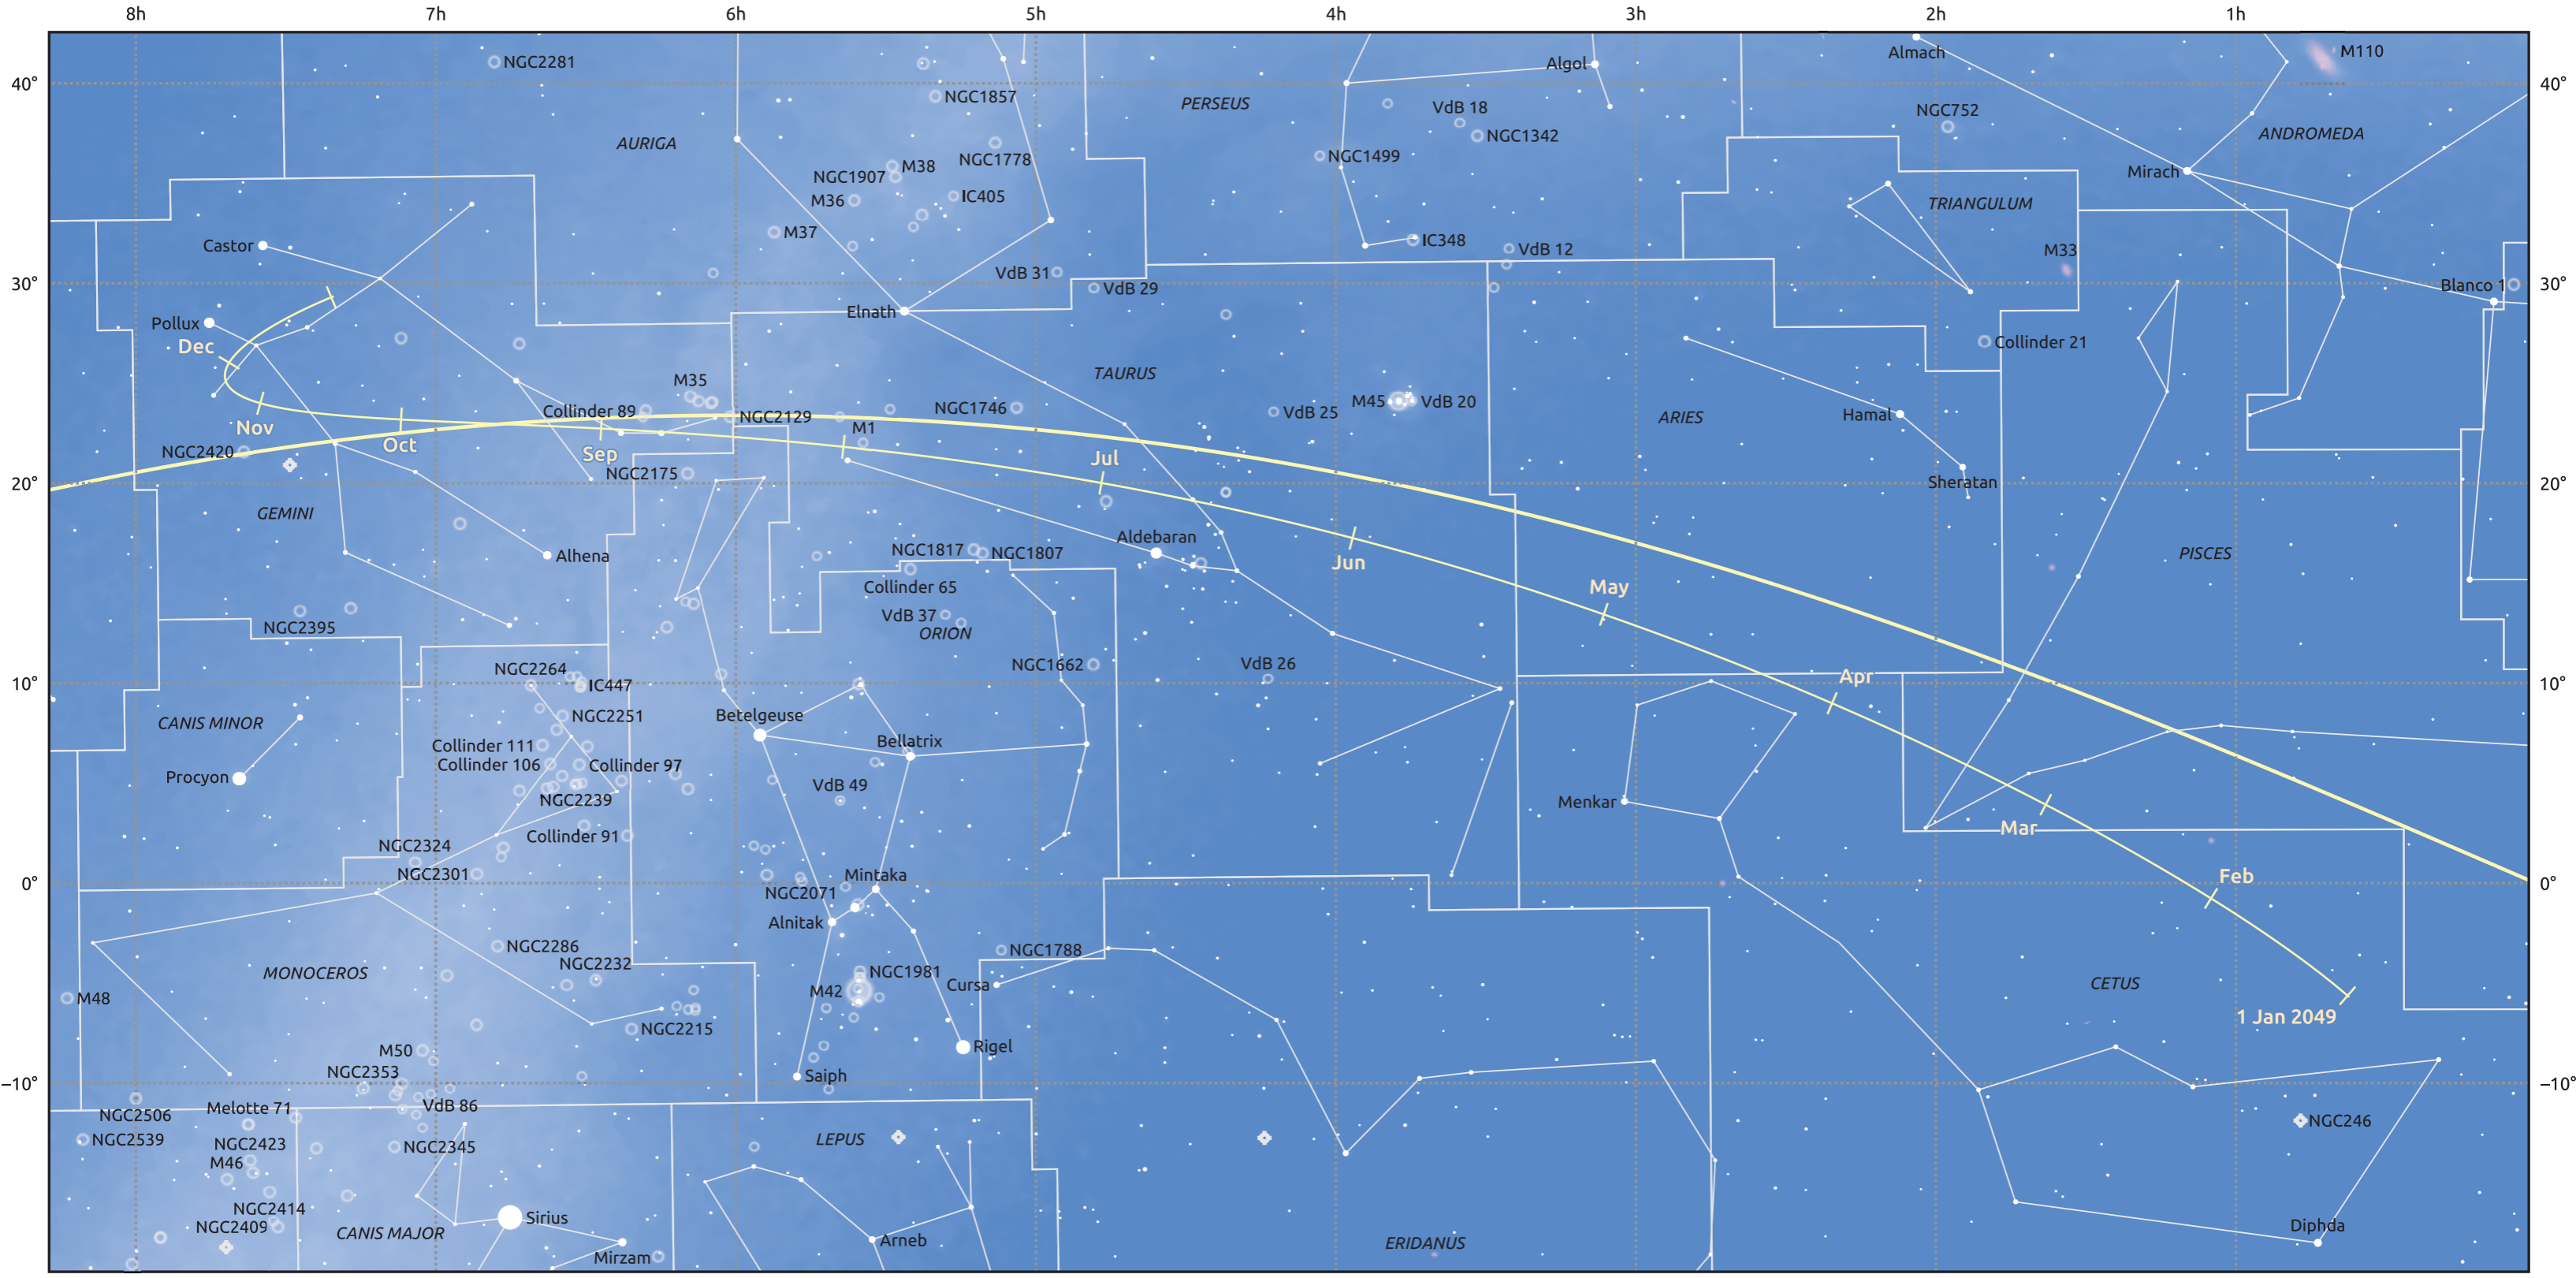 8h 7h 6h 5h 4h 3h 2h 1h
40° 40°
30° 30°
20° 20°
10° 10°
0° 0°
−10° −10°
NGC2281
Algol
Almach
M110
NGC1857
PERSEUS
VdB 18
NGC752
ANDROMEDA
AURIGA
NGC1342
NGC1778
NGC1499
M38
NGC1907
Mirach
M36
IC405
TRIANGULUM
M37
IC348
VdB 12
M33
Castor
VdB 31
VdB 29
Blanco 1
Elnath
Pollux
Dec
Collinder 21
TAURUS
M35
M45
VdB 20
Collinder 89
NGC2129
NGC1746
VdB 25
ARIES
Hamal
Nov
M1
Oct
NGC2420
Sep
Jul
NGC2175
Sheratan
GEMINI
Aldebaran
NGC1817
NGC1807
Alhena
Jun
PISCES
Collinder 65
May
VdB 37
NGC2395
ORION
NGC2264
NGC1662
VdB 26
IC447
Apr
CANIS MINOR
NGC2251
Betelgeuse
Collinder 111
Bellatrix
Collinder 106
Collinder 97
Procyon
VdB 49
NGC2239
Menkar
Collinder 91
Mar
NGC2324
NGC2301
Mintaka
Feb
NGC2071
Alnitak
NGC2286
NGC1788
NGC2232
MONOCEROS
NGC1981
Cursa
CETUS
M48
M42
1 Jan 2049
NGC2215
M50
Rigel
NGC2353
Saiph
VdB 86
Melotte 71
NGC2506
NGC246
NGC2539
NGC2423
NGC2345
LEPUS
M46
NGC2414
NGC2409
CANIS MAJOR
Sirius
Diphda
Mirzam
Arneb
ERIDANUS